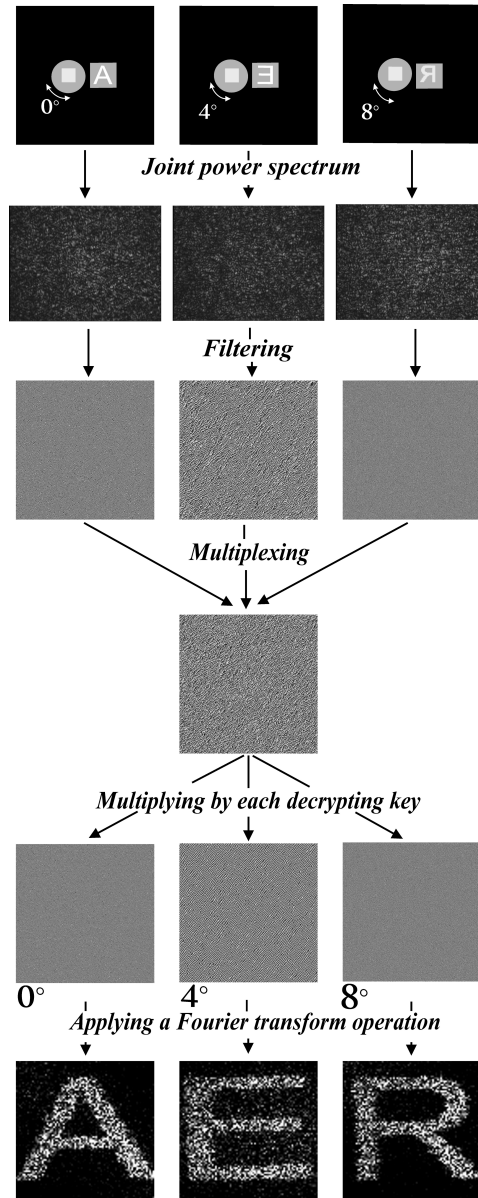 A Ǝ Я
0° 4° 8°
Joint power spectrum
Filtering
Multiplexing
Multiplying by each decrypting key
0° 4° 8°
Applying a Fourier transform operation
A E R